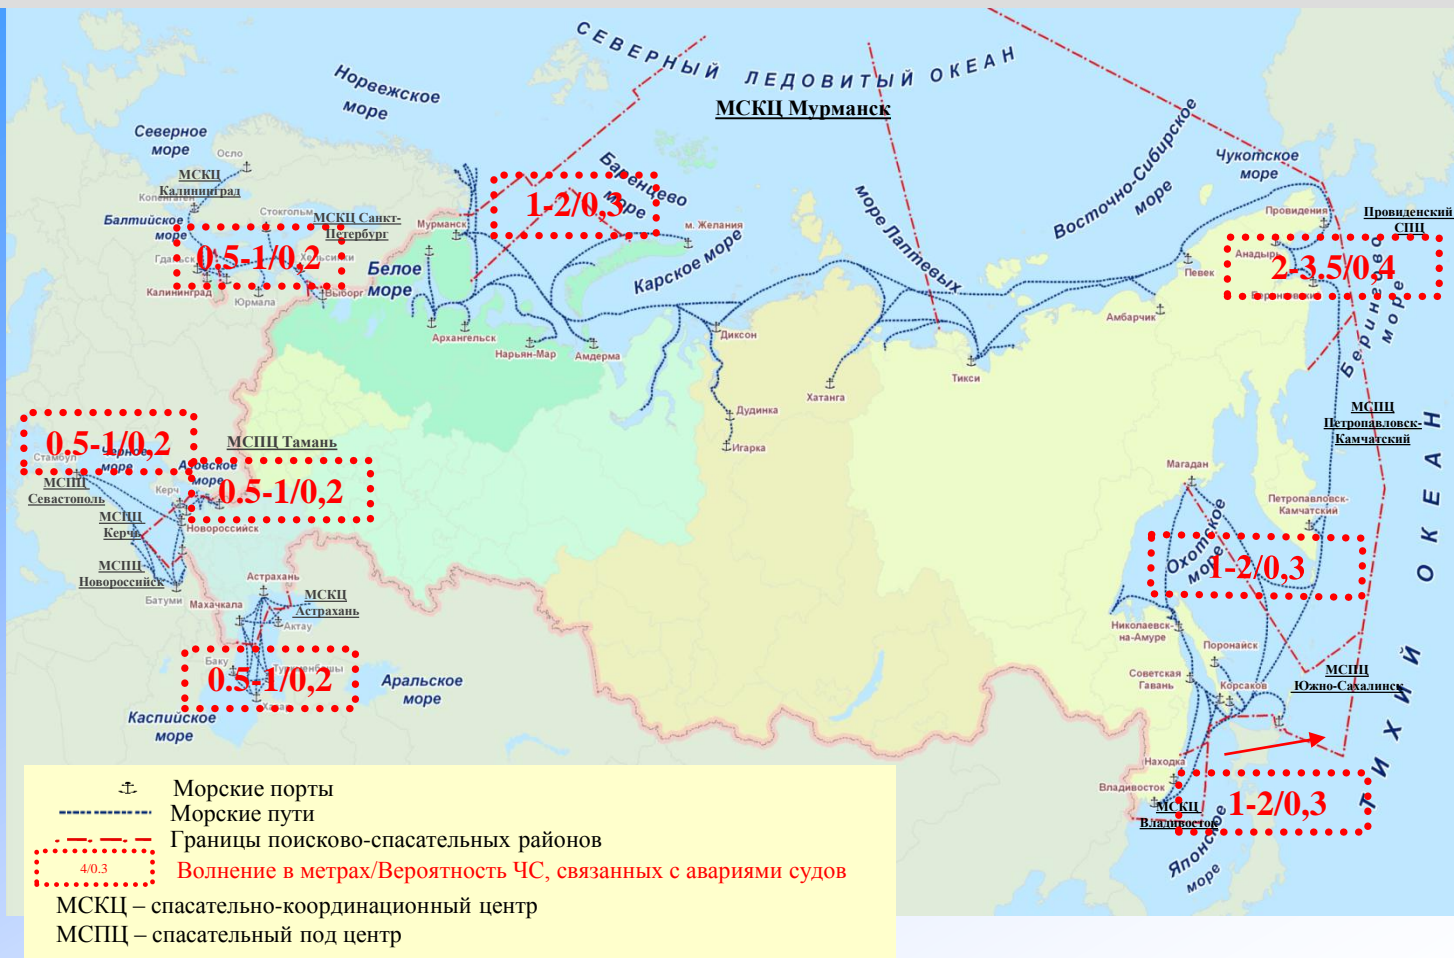 СЕВЕРНЫЙ ЛЕДОВИТЫЙ ОКЕАН
МСКЦ Мурманск
Норвежское
море
Северное
море
Осло
МСКЦ
Калининград
Копенгаген
Стокгольм
МСКЦ Санкт-
Петербург
Балтийское
море
Гданьск
0.5-1/0,2
Хельсинки
Калининград
Юрмала
Выборг
Мурманск
Белое
море
Баренцево
море
1-2/0,3
м. Желания
Карское море
море Лаптевых
Восточно-Сибирское
море
Чукотское
море
Провидения
Провиденский
СПЦ
Анадырь
2-3.5/0,4
Певек
Берингово
море
Амбарчик
Архангельск
Нарьян-Мар
Амдерма
Диксон
Дудинка
Игарка
Хатанга
Тикси
0.5-1/0,2
Стамбул
Черное
море
МСПЦ
Севастополь
МСПЦ Тамань
Азовское
море
0.5-1/0,2
Керчь
МСПЦ
Керчь
Новороссийск
МСПЦ
Новороссийск
Батуми
Астрахань
Махачкала
МСКЦ
Астрахань
Актау
Баку
Туркменбашы
0.5-1/0,2
Каспийское
море
Аральское
море
МСПЦ
Петропавловск-
Камчатский
Магадан
Петропавловск-
Камчатский
Охотское
море
1-2/0,3
Николаевск-
на-Амуре
Поронайск
Советская
Гавань
Корсаков
МСПЦ
Южно-Сахалинск
ТИХИЙ ОКЕАН
Находка
Владивосток
МСКЦ
Владивосток
1-2/0,3
Японское
море
Морские порты
Морские пути
Границы поисково-спасательных районов
4/0.3
Волнение в метрах/Вероятность ЧС, связанных с авариями судов
МСКЦ – спасательно-координационный центр
МСПЦ – спасательный под центр